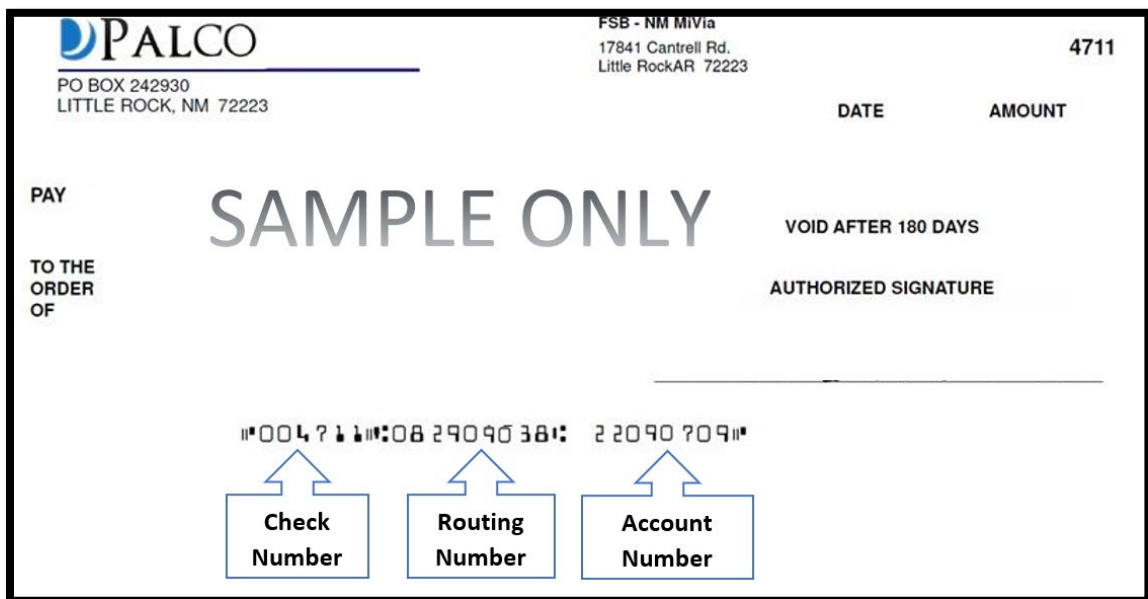 PALCO
PO BOX 242930
LITTLE ROCK, NM 72223
FSB - NM MiVia
17841 Cantrell Rd.
Little RockAR 72223
4711
DATE AMOUNT
PAY
SAMPLE ONLY
VOID AFTER 180 DAYS
TO THE
ORDER
OF
AUTHORIZED SIGNATURE
⑈004711⑈⑆082909038⑆ 22090709⑈
Check
Number
Routing
Number
Account
Number